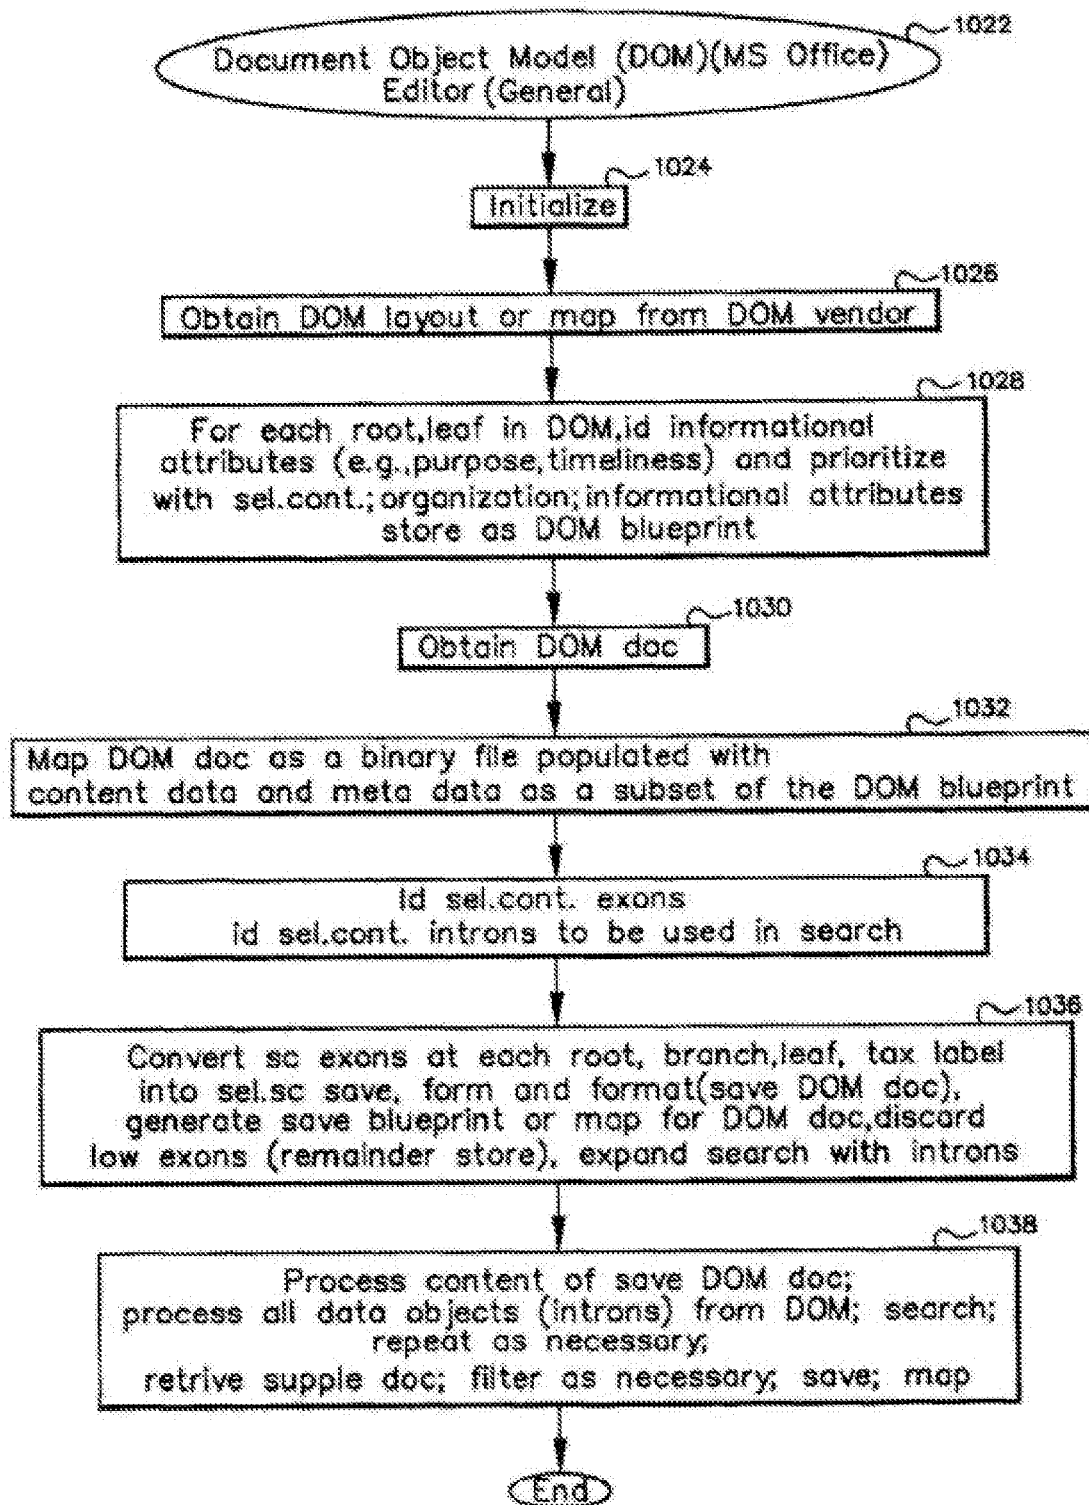 1022
Document Object Model (DOM)(MS Office)
Editor (General)
1024
Initialize
1026
Obtain DOM layout or map from DOM vendor
1028
For each root,leaf in DOM,id informational
attributes (e.g.,purpose,timeliness) and prioritize
with sel.cont.;organization;informational attributes
store as DOM blueprint
1030
Obtain DOM doc
1032
Map DOM doc as a binary file populated with
content data and meta data as a subset of the DOM blueprint
1034
Id sel.cont. exons
id sel.cont. introns to be used in search
1036
Convert sc exons at each root, branch,leaf, tax label
into sel.sc save, form and format(save DOM doc),
generate save blueprint or map for DOM doc,discard
low exons (remainder store), expand search with introns
1038
Process content of save DOM doc;
process all data objects (introns) from DOM; search;
repeat as necessary;
retrive supple doc; filter as necessary; save; map
End